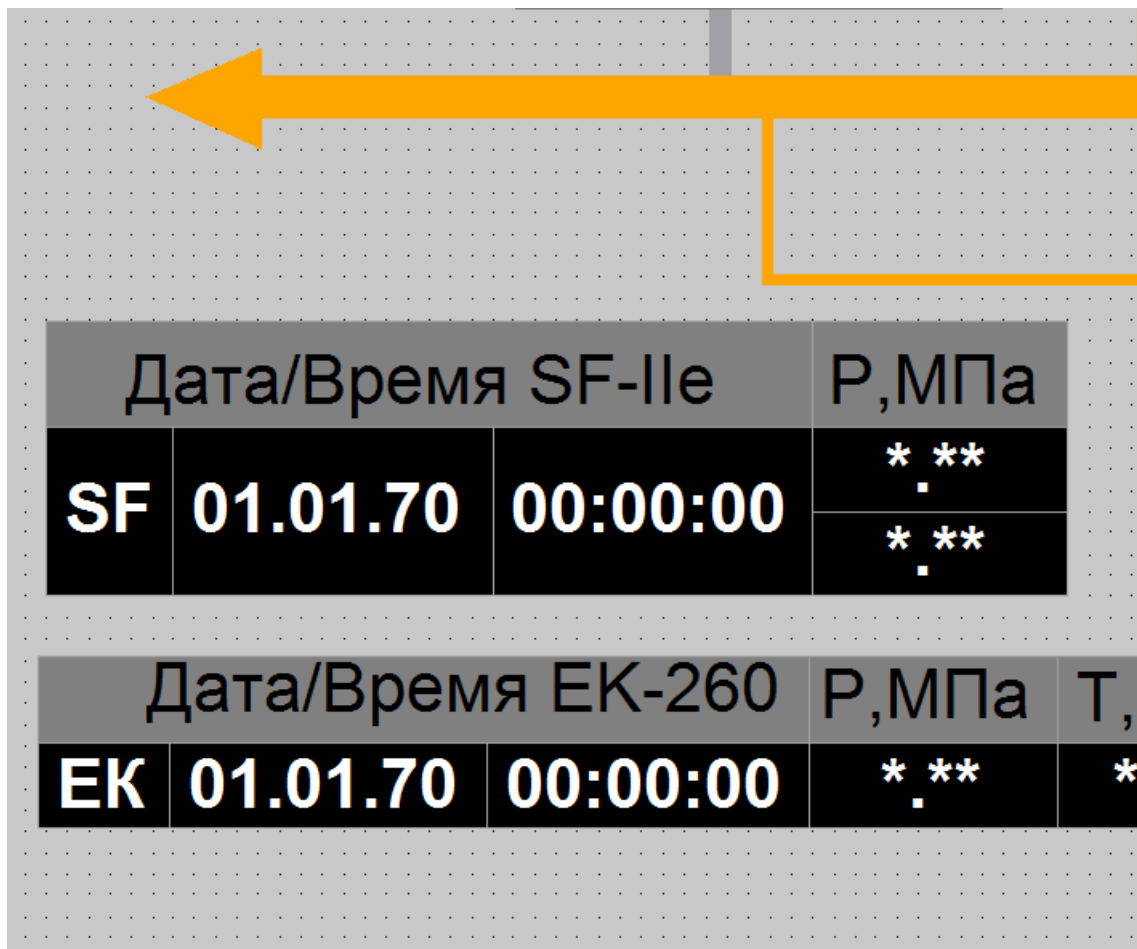 Дата/Время SF-IIe P,МПа
SF 01.01.70 00:00:00 *.**
*.**
Дата/Время EK-260 P,МПа T,
EK 01.01.70 00:00:00 *.** *